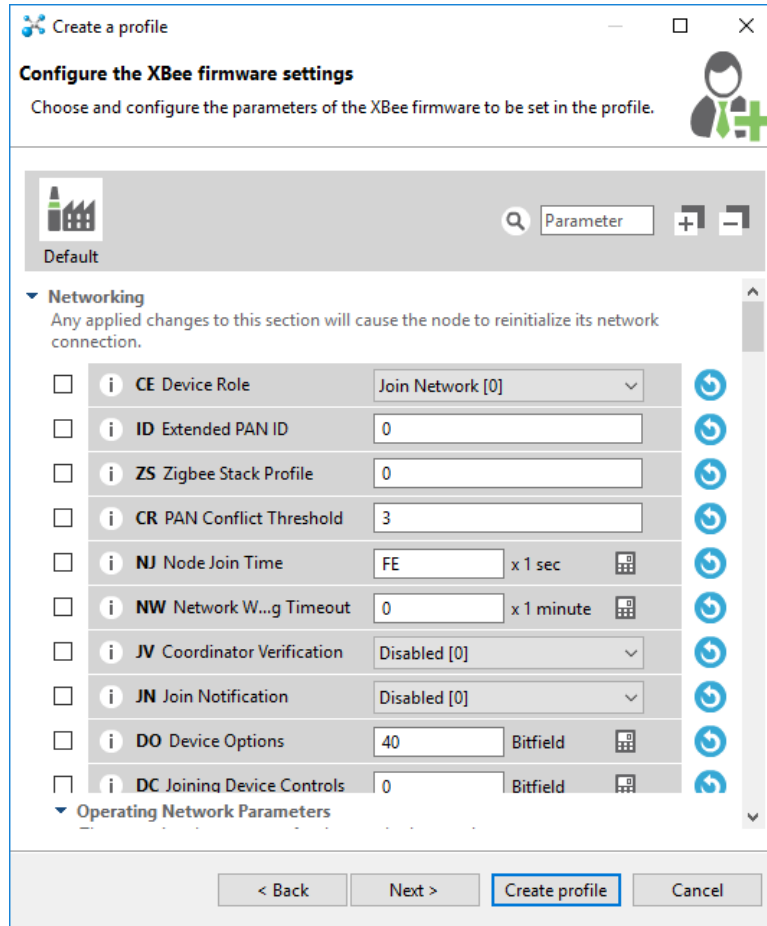 Create a profile
Configure the XBee firmware settings
Choose and configure the parameters of the XBee firmware to be set in the profile.
Parameter
Default
Networking
Any applied changes to this section will cause the node to reinitialize its network
connection.
i CE Device Role Join Network [0]
i ID Extended PAN ID 0
i ZS Zigbee Stack Profile 0
i CR PAN Conflict Threshold 3
i NJ Node Join Time FE x 1 sec
i NW Network W...g Timeout 0 x 1 minute
i JV Coordinator Verification Disabled [0]
i JN Join Notification Disabled [0]
i DO Device Options 40 Bitfield
i DC Joining Device Controls 0 Bitfield
Operating Network Parameters
< Back Next > Create profile Cancel